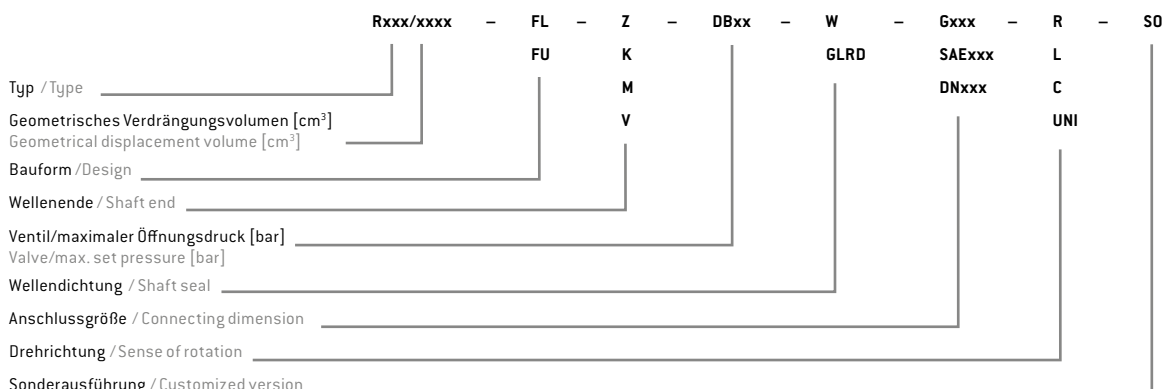 Rxxx/xxxx – FL – Z – DBxx – W – Gxxx – R – SO
FU K GLRD SAExxx L
Typ / Type M DNxxx C
Geometrisches Verdrängungsvolumen [cm³] V UNI
Geometrical displacement volume [cm³]
Bauform / Design
Wellenende / Shaft end
Ventil/maximaler Öffnungsdruck [bar]
Valve/max. set pressure [bar]
Wellendichtung / Shaft seal
Anschlussgröße / Connecting dimension
Drehrichtung / Sense of rotation
Sonderausführung / Customized version